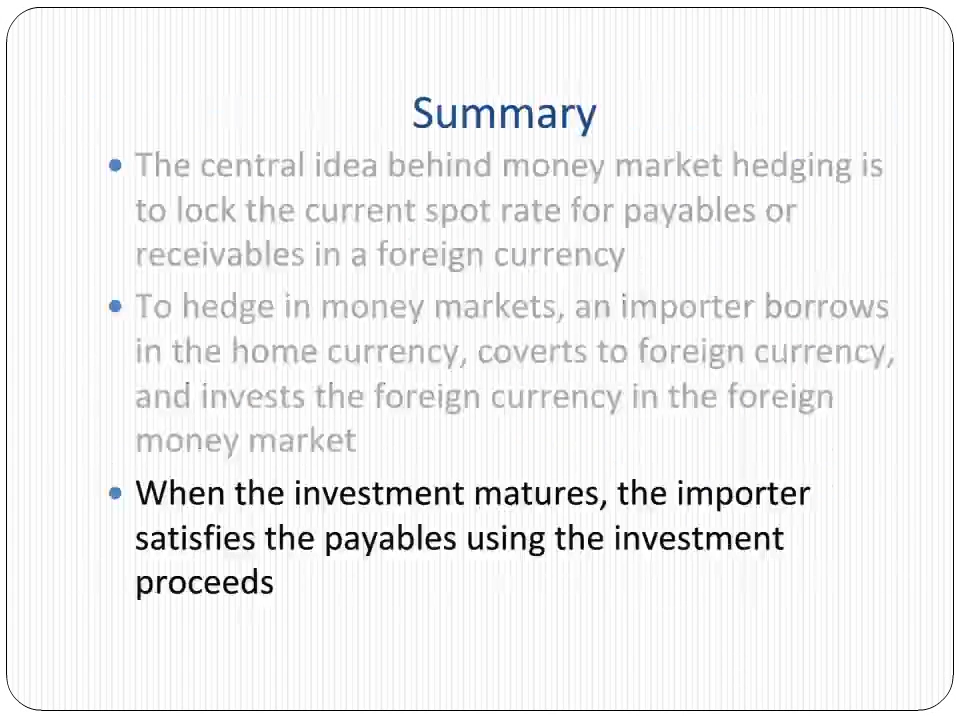 Summary
• The central idea behind money market hedging is
to lock the current spot rate for payables or
receivables in a foreign currency
• To hedge in money markets, an importer borrows
in the home currency, coverts to foreign currency,
and invests the foreign currency in the foreign
money market
• When the investment matures, the importer
satisfies the payables using the investment
proceeds